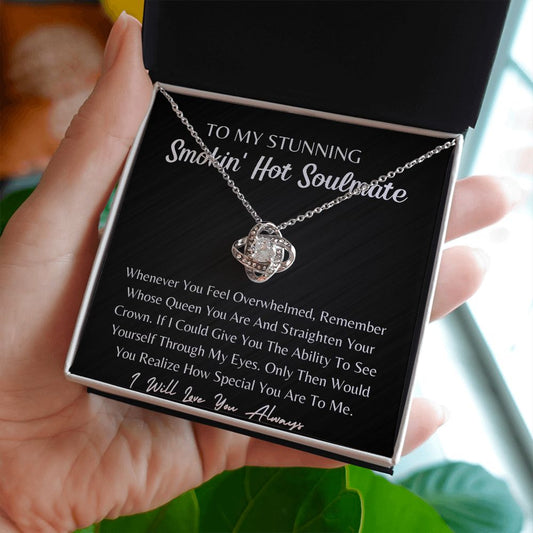 TO MY STUNNING
Smokin' Hot Soulmate
Whenever You Feel Overwhelmed, Remember
Whose Queen You Are And Straighten Your
Crown. If I Could Give You The Ability To See
Yourself Through My Eyes. Only Then Would
You Realize How Special You Are To Me.
I Will Love You Always